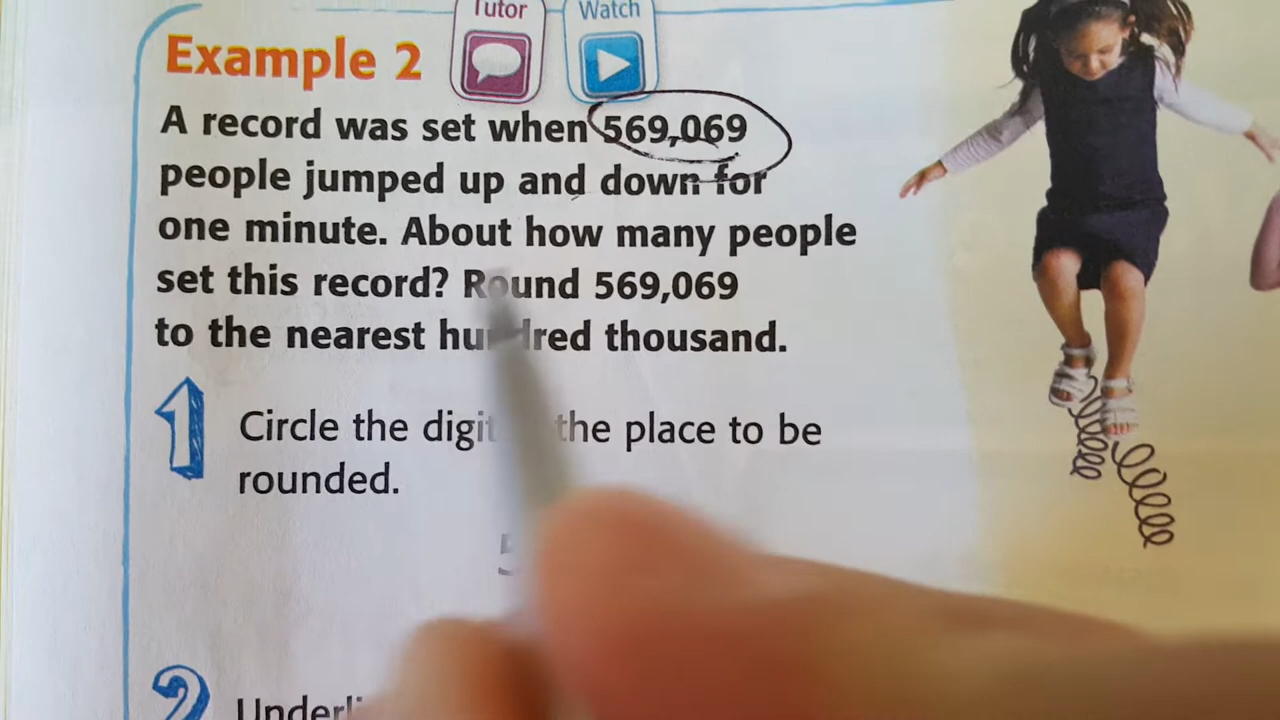 Tutor
Watch
Example 2
A record was set when 569,069
people jumped up and down for
one minute. About how many people
set this record? Round 569,069
to the nearest hundred thousand.
1
Circle the digit the place to be
rounded.
5
2